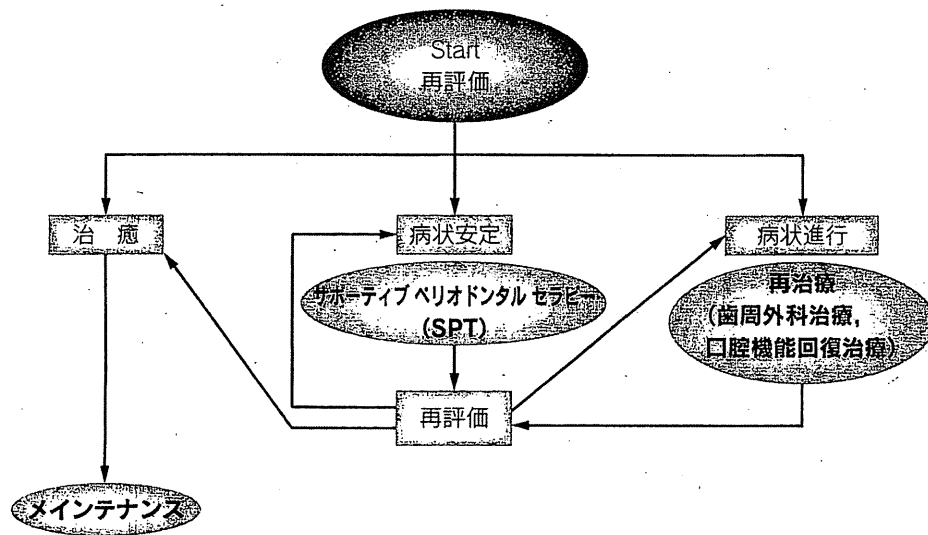 Start
再評価
治 癒
病状安定
病状進行
サポーティブ ペリオドンタル セラピー
(SPT)
再治療
(歯周外科治療,
口腔機能回復治療)
再評価
メインテナンス